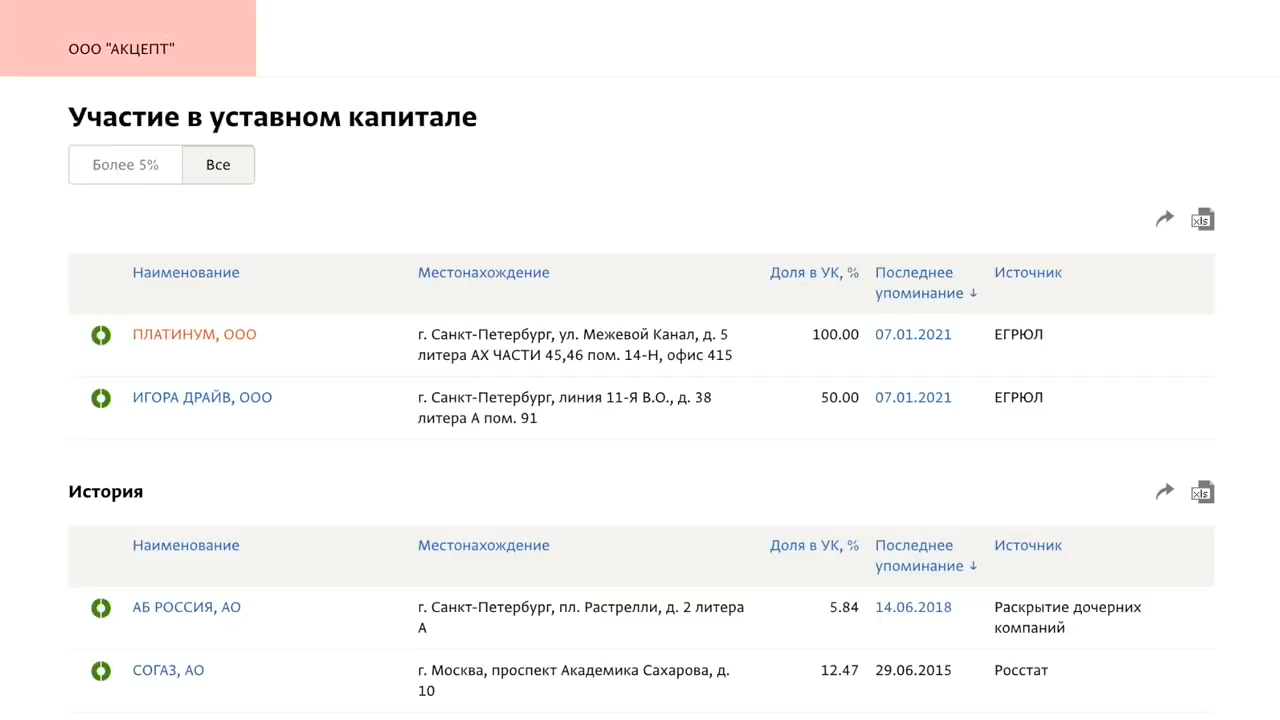 ООО "АКЦЕПТ"
Участие в уставном капитале
Более 5% Все
xls
Наименование Местонахождение Доля в УК, % Последнее упоминание ↓ Источник
ПЛАТИНУМ, ООО г. Санкт-Петербург, ул. Межевой Канал, д. 5 100.00 07.01.2021 ЕГРЮЛ
литера АХ ЧАСТИ 45,46 пом. 14-Н, офис 415
ИГОРА ДРАЙВ, ООО г. Санкт-Петербург, линия 11-Я В.О., д. 38 50.00 07.01.2021 ЕГРЮЛ
литера А пом. 91
История
xls
Наименование Местонахождение Доля в УК, % Последнее упоминание ↓ Источник
АБ РОССИЯ, АО г. Санкт-Петербург, пл. Растрелли, д. 2 литера 5.84 14.06.2018 Раскрытие дочерних
А компаний
СОГАЗ, АО г. Москва, проспект Академика Сахарова, д. 12.47 29.06.2015 Росстат
10